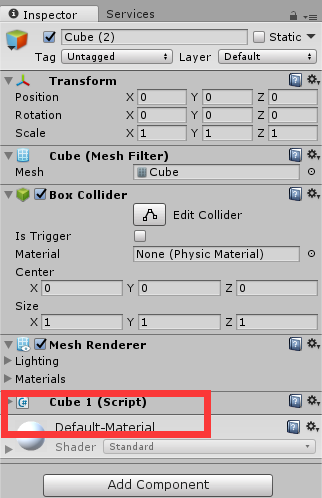 Inspector Services
Cube (2) Static
Tag Untagged Layer Default
Transform
Position X 0 Y 0 Z 0
Rotation X 0 Y 0 Z 0
Scale X 1 Y 1 Z 1
Cube (Mesh Filter)
Mesh Cube
Box Collider
Edit Collider
Is Trigger
Material None (Physic Material)
Center
X 0 Y 0 Z 0
Size
X 1 Y 1 Z 1
Mesh Renderer
Lighting
Materials
Cube 1 (Script)
Default-Material
Shader Standard
Add Component